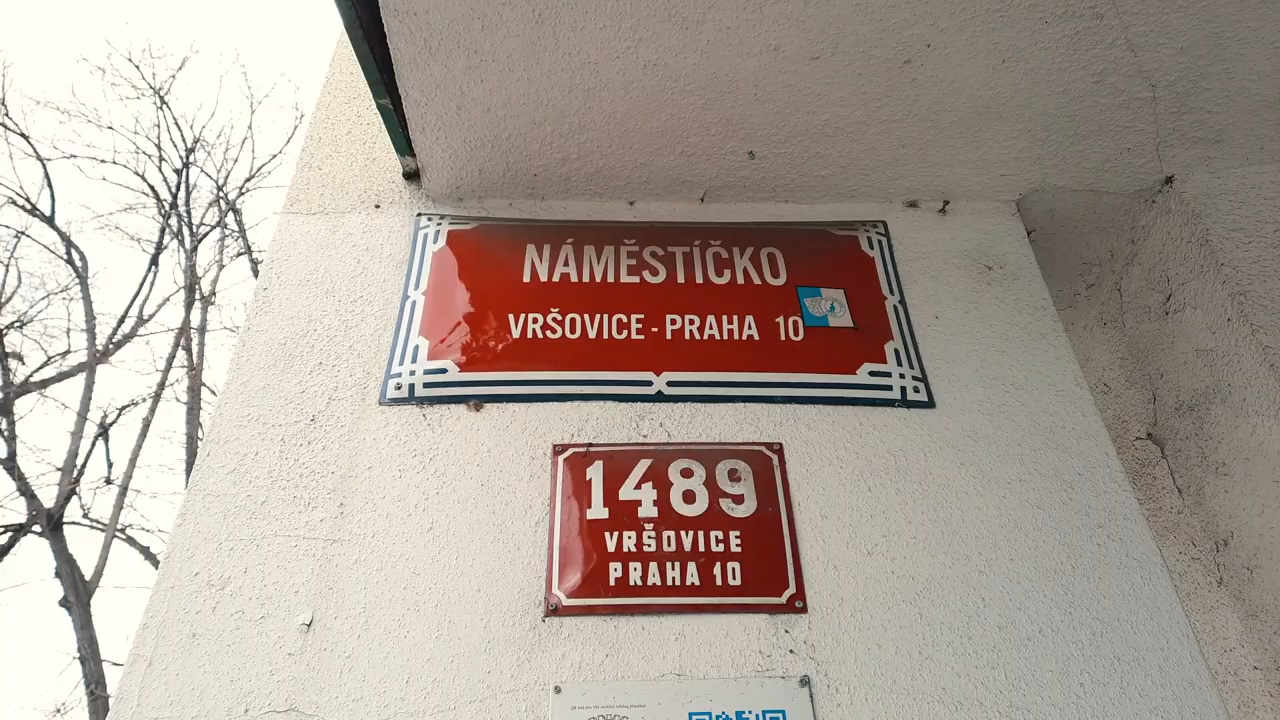 NÁMĚSTÍČKO
VRŠOVICE - PRAHA 10
1489
VRŠOVICE
PRAHA 10